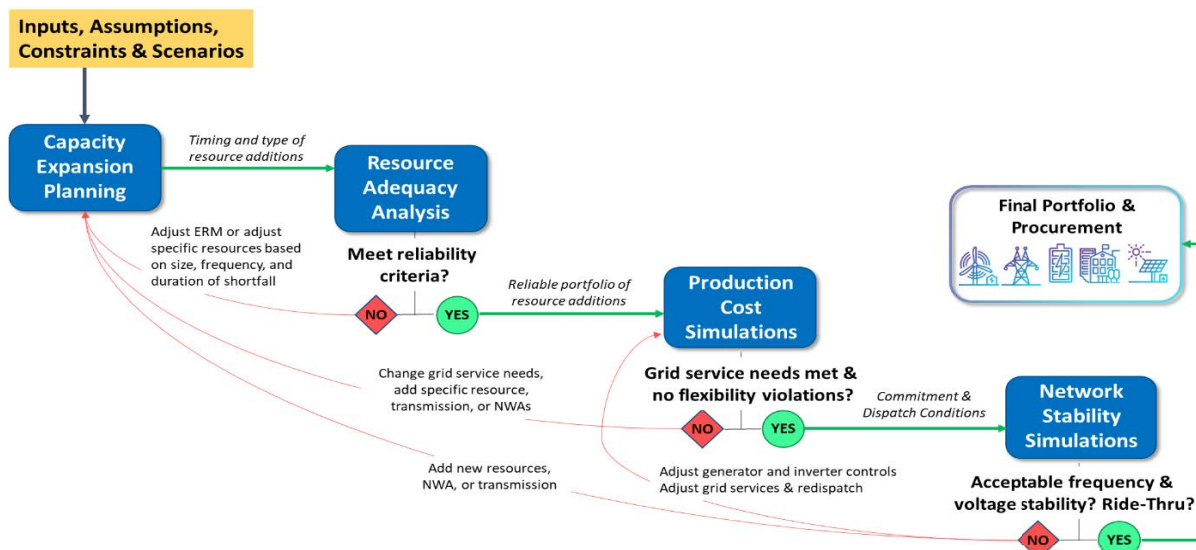 Inputs, Assumptions,
Constraints & Scenarios
Capacity
Expansion
Planning
Timing and type of
resource additions
Resource
Adequacy
Analysis
Adjust ERM or adjust
specific resources based
on size, frequency, and
duration of shortfall
Meet reliability
criteria?
NO
YES
Reliable portfolio of
resource additions
Production
Cost
Simulations
Final Portfolio &
Procurement
Change grid service needs,
add specific resource,
transmission, or NWAs
Grid service needs met &
no flexibility violations?
NO
YES
Commitment &
Dispatch Conditions
Network
Stability
Simulations
Add new resources,
NWA, or transmission
Adjust generator and inverter controls
Adjust grid services & redispatch
Acceptable frequency &
voltage stability? Ride-Thru?
NO
YES